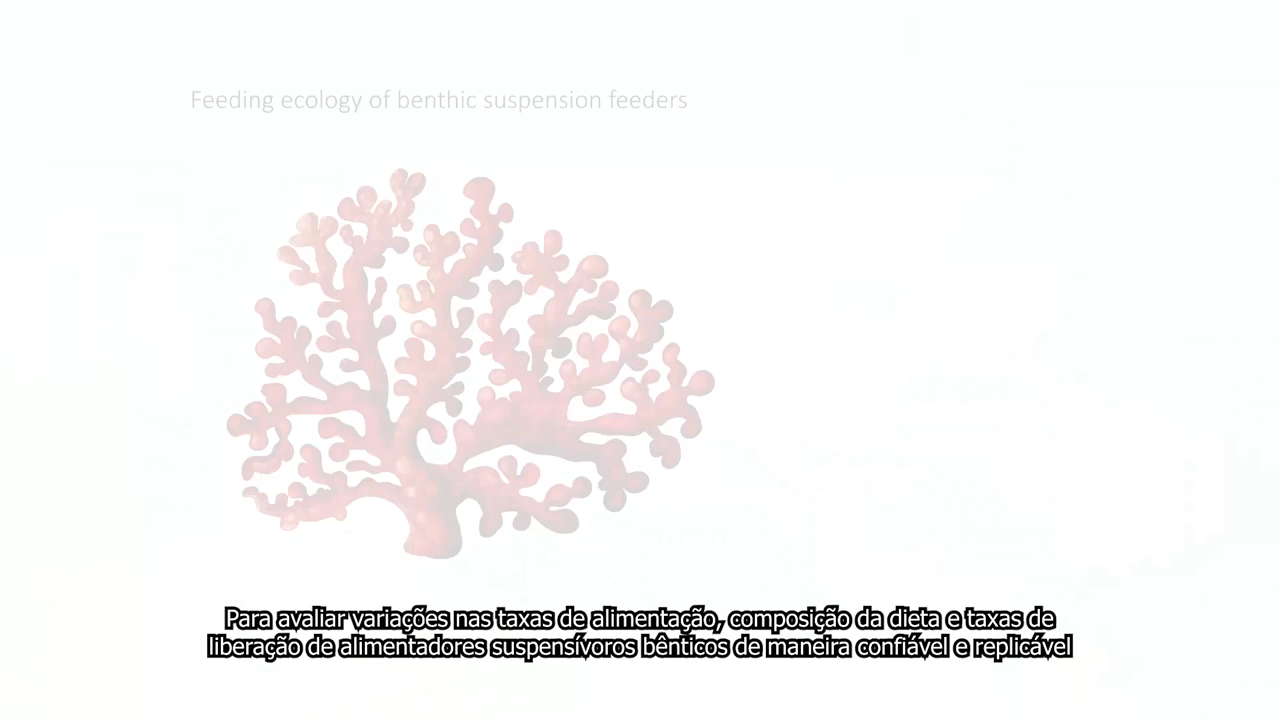 Feeding ecology of benthic suspension feeders
Para avaliar variações nas taxas de alimentação, composição da dieta e taxas de
liberação de alimentadores suspensívoros bênticos de maneira confiável e replicável